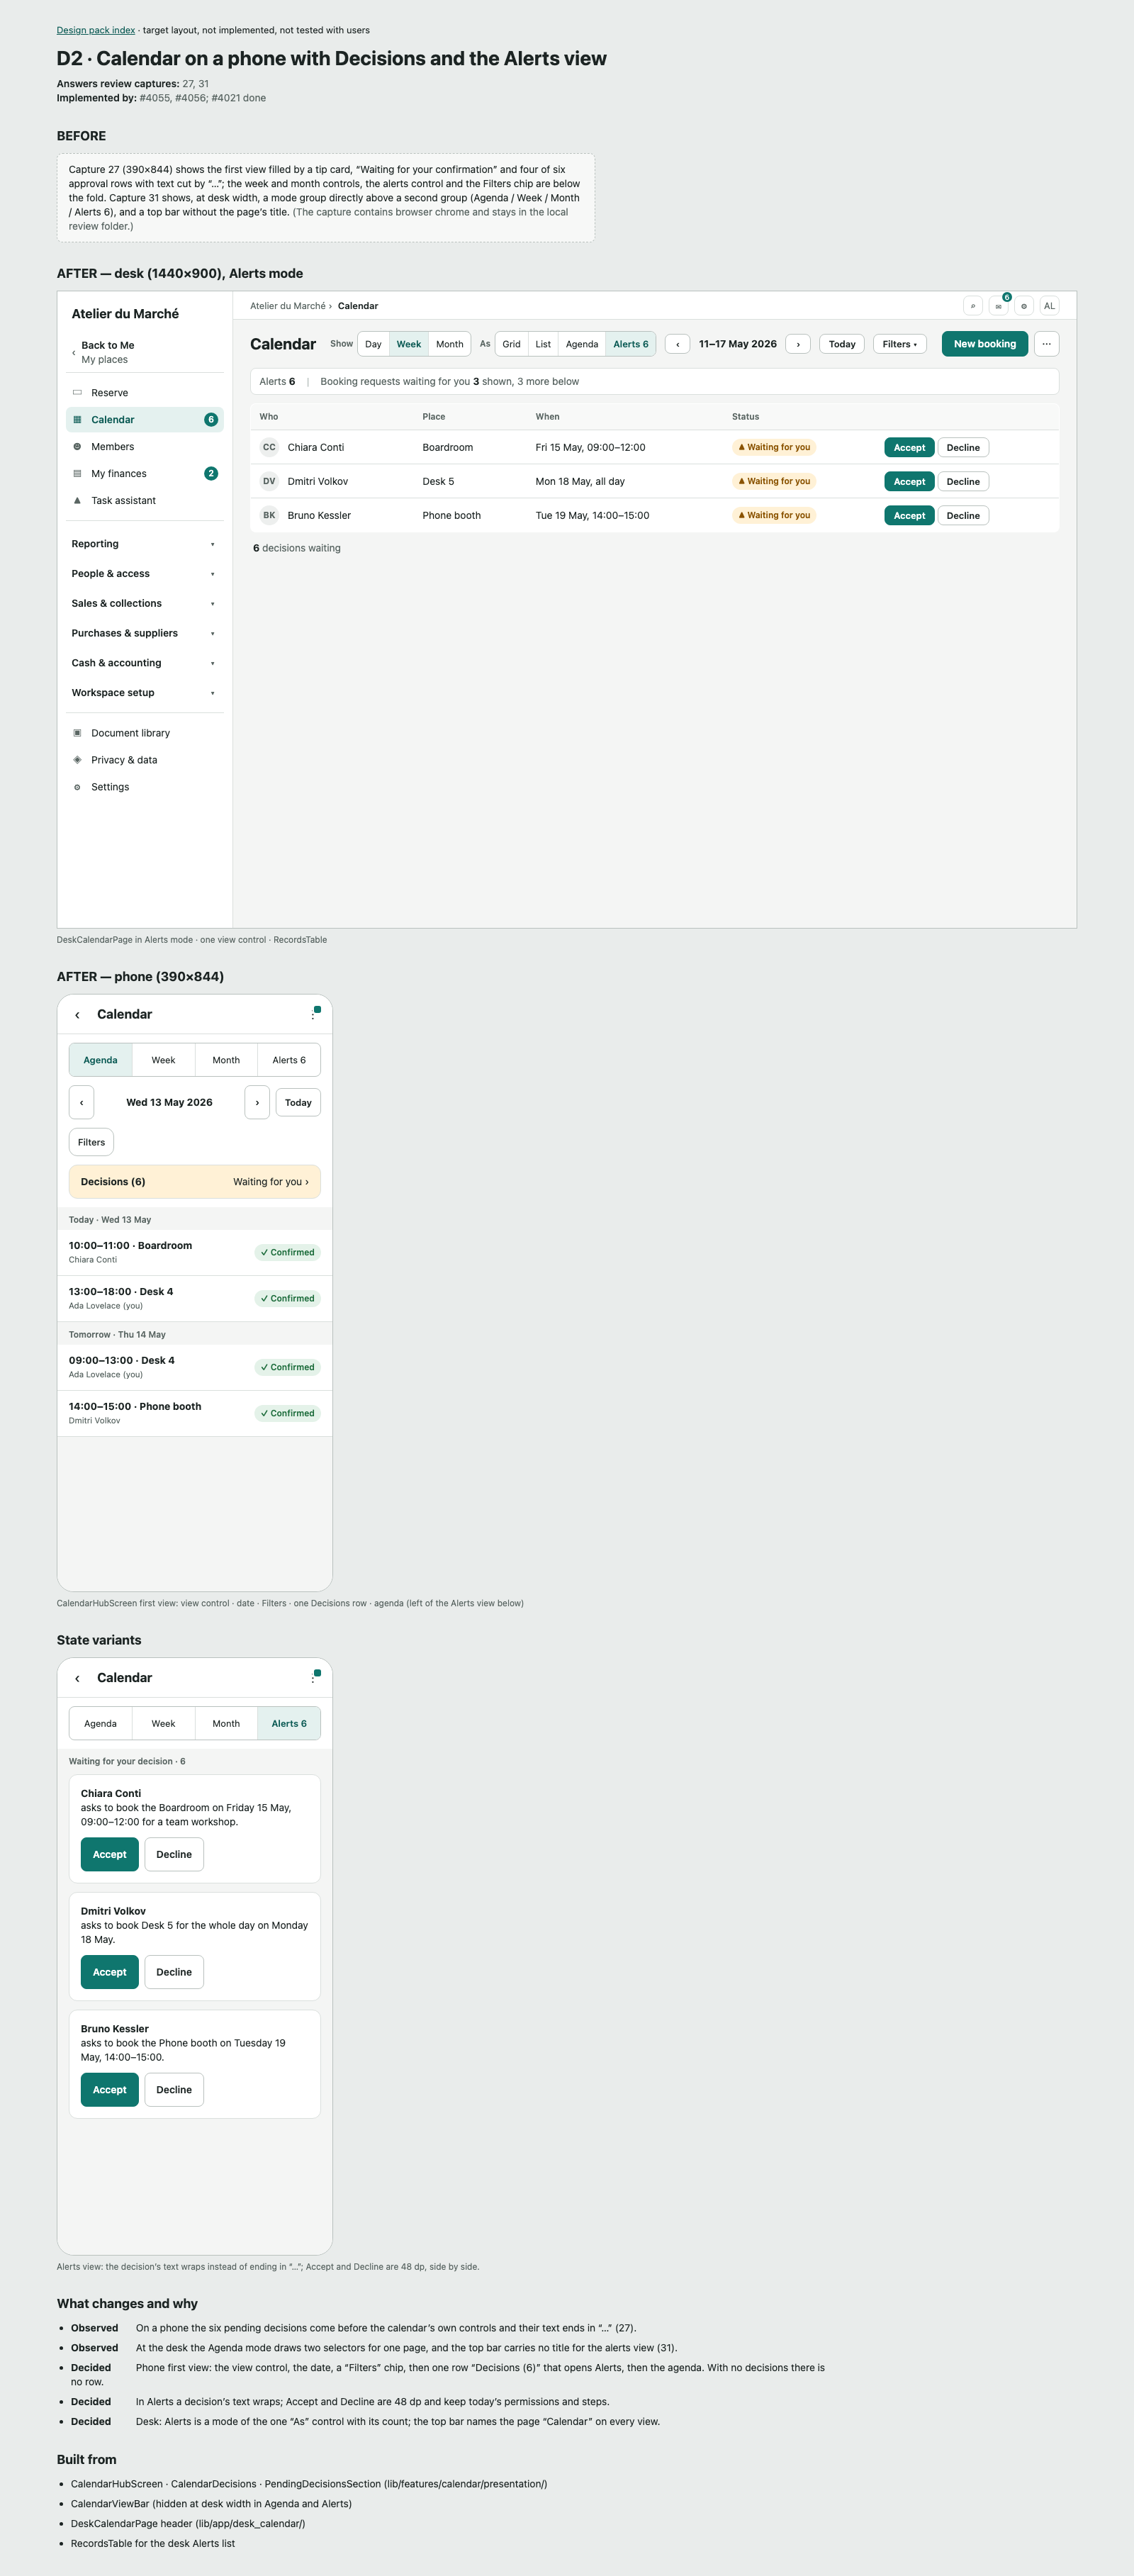 Design pack index · target layout, not implemented, not tested with users
D2 · Calendar on a phone with Decisions and the Alerts view
Answers review captures: 27, 31
Implemented by: #4055, #4056; #4021 done
BEFORE
Capture 27 (390×844) shows the first view filled by a tip card, “Waiting for your confirmation” and four of six
approval rows with text cut by “…”; the week and month controls, the alerts control and the Filters chip are below
the fold. Capture 31 shows, at desk width, a mode group directly above a second group (Agenda / Week / Month
/ Alerts 6), and a top bar without the page’s title. (The capture contains browser chrome and stays in the local
review folder.)
AFTER — desk (1440×900), Alerts mode
Atelier du Marché
‹ Back to Me
My places
Reserve
Calendar 6
Members
My finances 2
Task assistant
Reporting ▾
People & access ▾
Sales & collections ▾
Purchases & suppliers ▾
Cash & accounting ▾
Workspace setup ▾
Document library
Privacy & data
Settings
Atelier du Marché › Calendar
6
AL
Calendar Show Day Week Month As Grid List Agenda Alerts 6 ‹ 11–17 May 2026 › Today Filters ▾ New booking ⋯
Alerts 6 | Booking requests waiting for you 3 shown, 3 more below
Who Place When Status
CC Chiara Conti Boardroom Fri 15 May, 09:00–12:00 Waiting for you Accept Decline
DV Dmitri Volkov Desk 5 Mon 18 May, all day Waiting for you Accept Decline
BK Bruno Kessler Phone booth Tue 19 May, 14:00–15:00 Waiting for you Accept Decline
6 decisions waiting
DeskCalendarPage in Alerts mode · one view control · RecordsTable
AFTER — phone (390×844)
‹ Calendar
Agenda Week Month Alerts 6
‹ Wed 13 May 2026 › Today
Filters
Decisions (6) Waiting for you ›
Today · Wed 13 May
10:00–11:00 · Boardroom
Chiara Conti
✓ Confirmed
13:00–18:00 · Desk 4
Ada Lovelace (you)
✓ Confirmed
Tomorrow · Thu 14 May
09:00–13:00 · Desk 4
Ada Lovelace (you)
✓ Confirmed
14:00–15:00 · Phone booth
Dmitri Volkov
✓ Confirmed
CalendarHubScreen first view: view control · date · Filters · one Decisions row · agenda (left of the Alerts view below)
State variants
‹ Calendar
Agenda Week Month Alerts 6
Waiting for your decision · 6
Chiara Conti
asks to book the Boardroom on Friday 15 May,
09:00–12:00 for a team workshop.
Accept Decline
Dmitri Volkov
asks to book Desk 5 for the whole day on Monday
18 May.
Accept Decline
Bruno Kessler
asks to book the Phone booth on Tuesday 19
May, 14:00–15:00.
Accept Decline
Alerts view: the decision’s text wraps instead of ending in “…”; Accept and Decline are 48 dp, side by side.
What changes and why
• Observed On a phone the six pending decisions come before the calendar’s own controls and their text ends in “…” (27).
• Observed At the desk the Agenda mode draws two selectors for one page, and the top bar carries no title for the alerts view (31).
• Decided Phone first view: the view control, the date, a “Filters” chip, then one row “Decisions (6)” that opens Alerts, then the agenda. With no decisions there is
no row.
• Decided In Alerts a decision’s text wraps; Accept and Decline are 48 dp and keep today’s permissions and steps.
• Decided Desk: Alerts is a mode of the one “As” control with its count; the top bar names the page “Calendar” on every view.
Built from
• CalendarHubScreen · CalendarDecisions · PendingDecisionsSection (lib/features/calendar/presentation/)
• CalendarViewBar (hidden at desk width in Agenda and Alerts)
• DeskCalendarPage header (lib/app/desk_calendar/)
• RecordsTable for the desk Alerts list